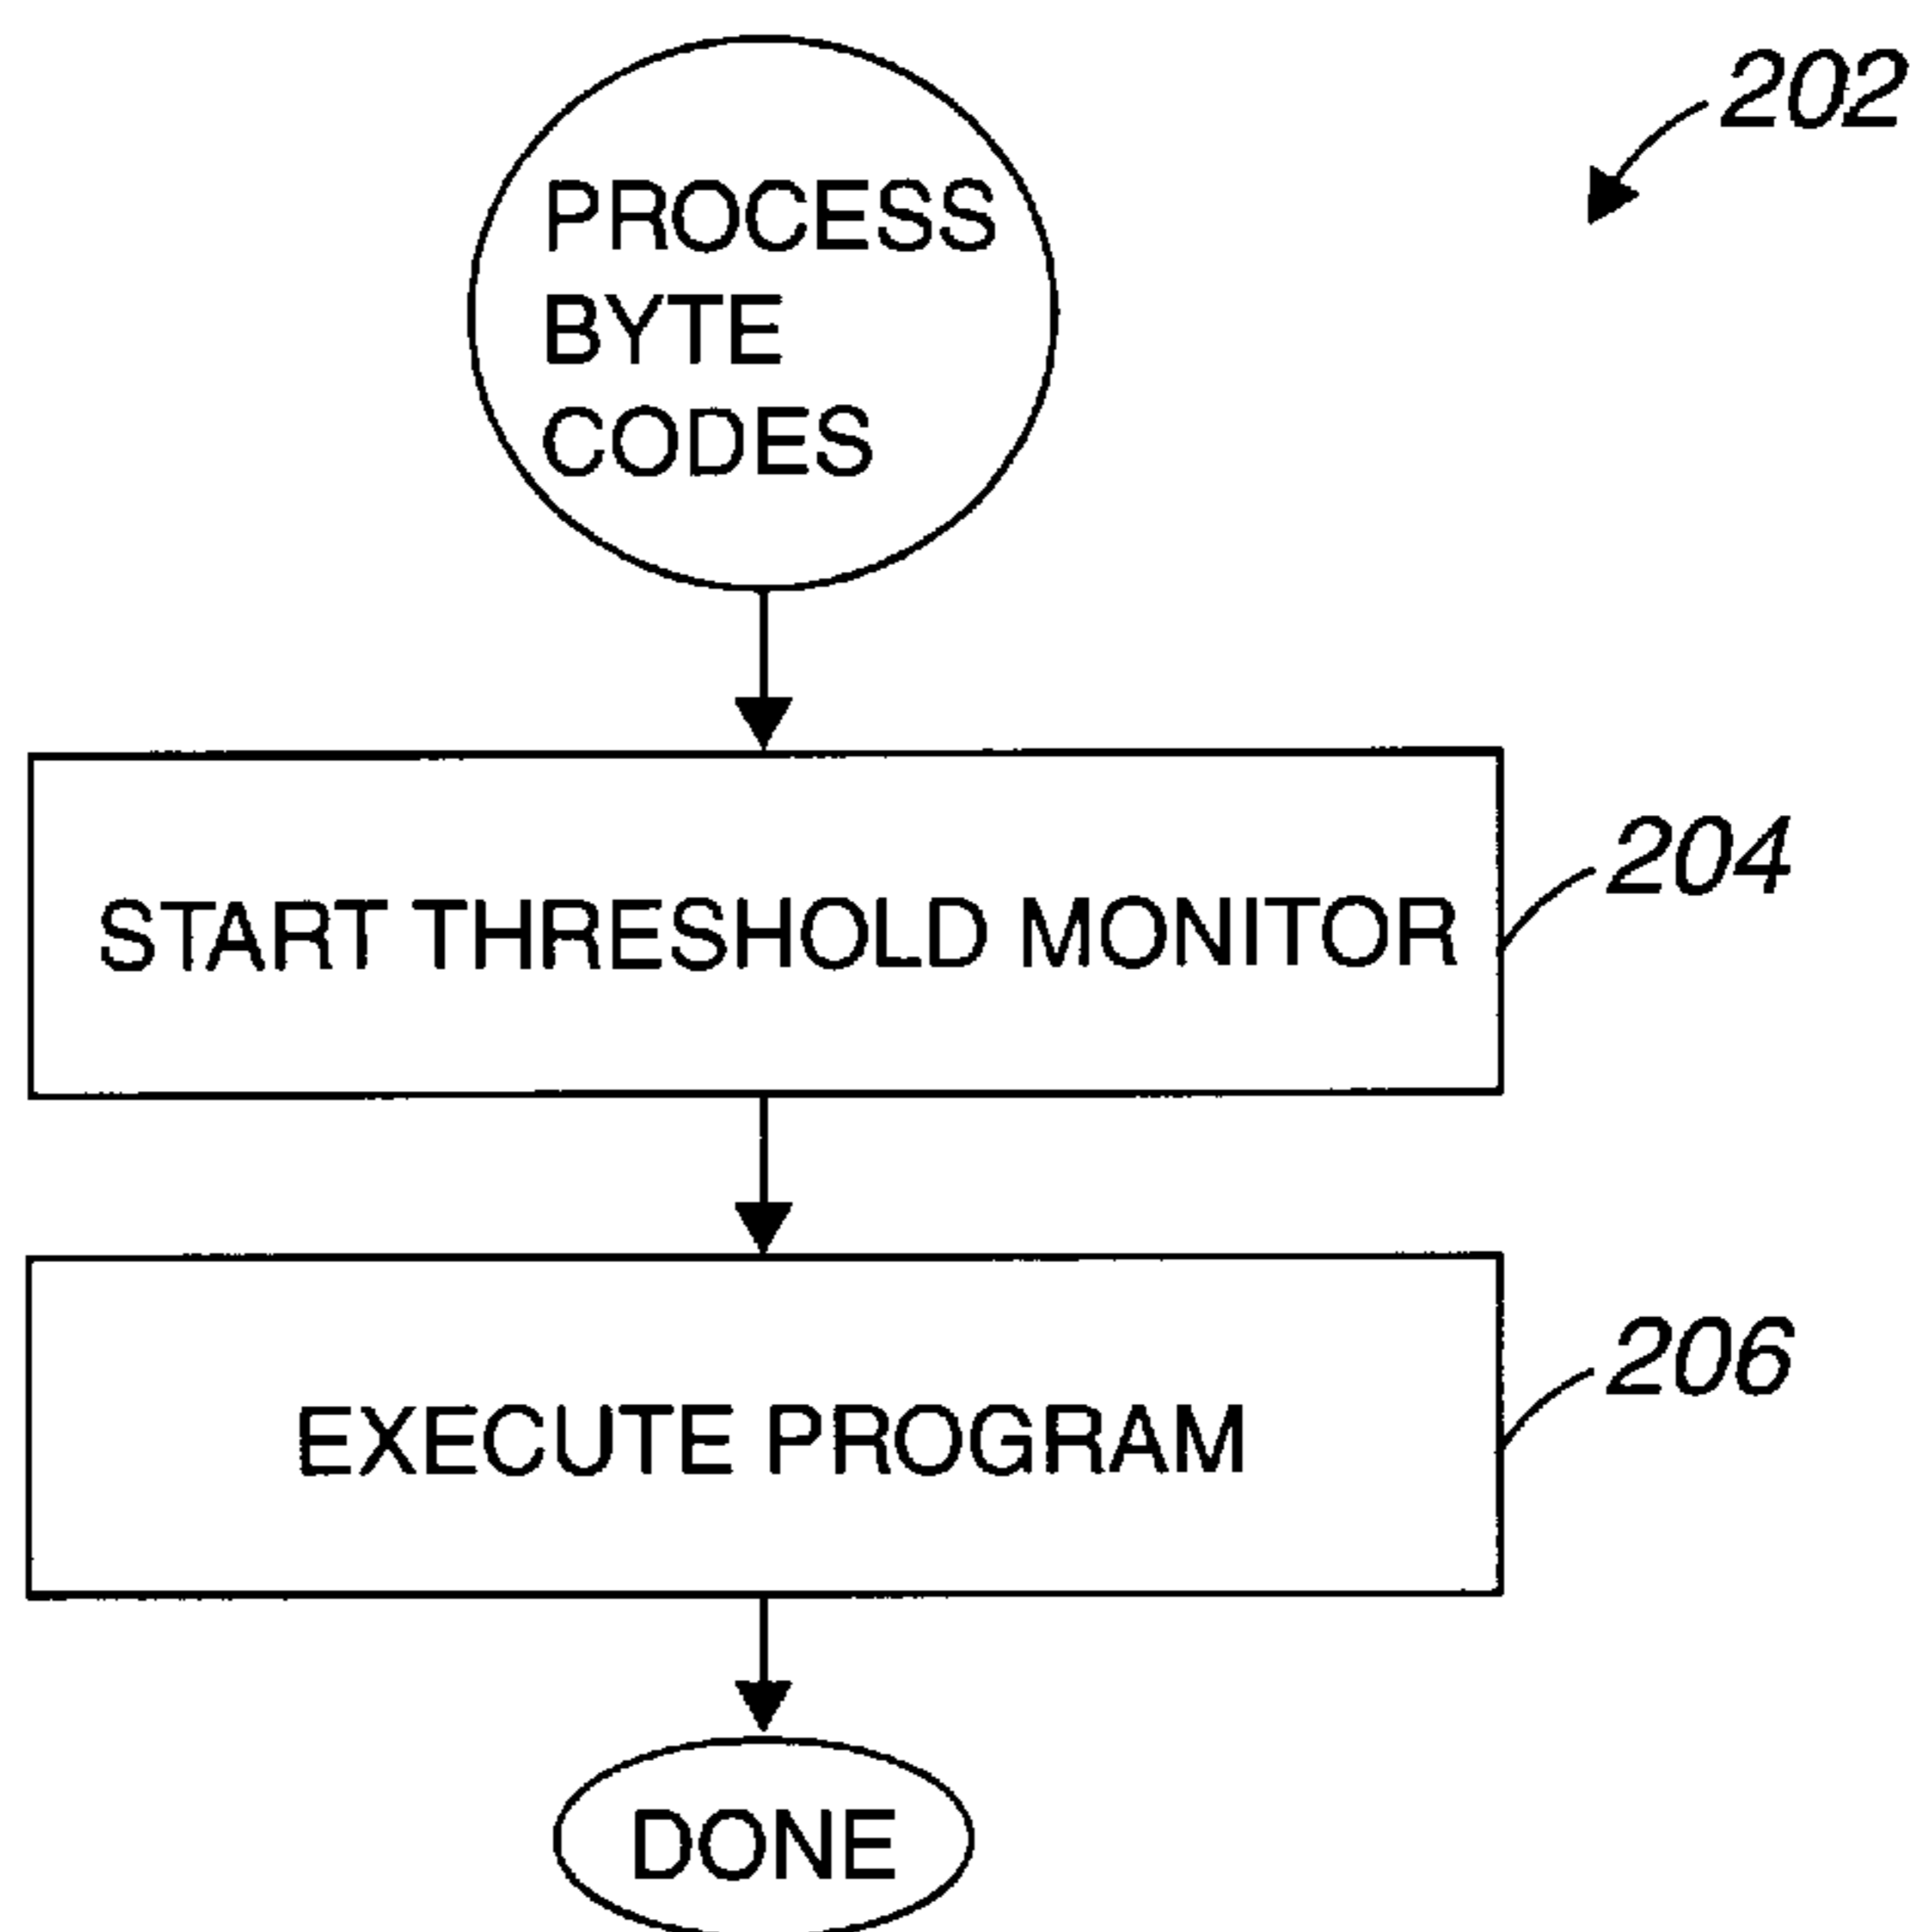 202
PROCESS
BYTE
CODES
204
START THRESHOLD MONITOR
206
EXECUTE PROGRAM
DONE